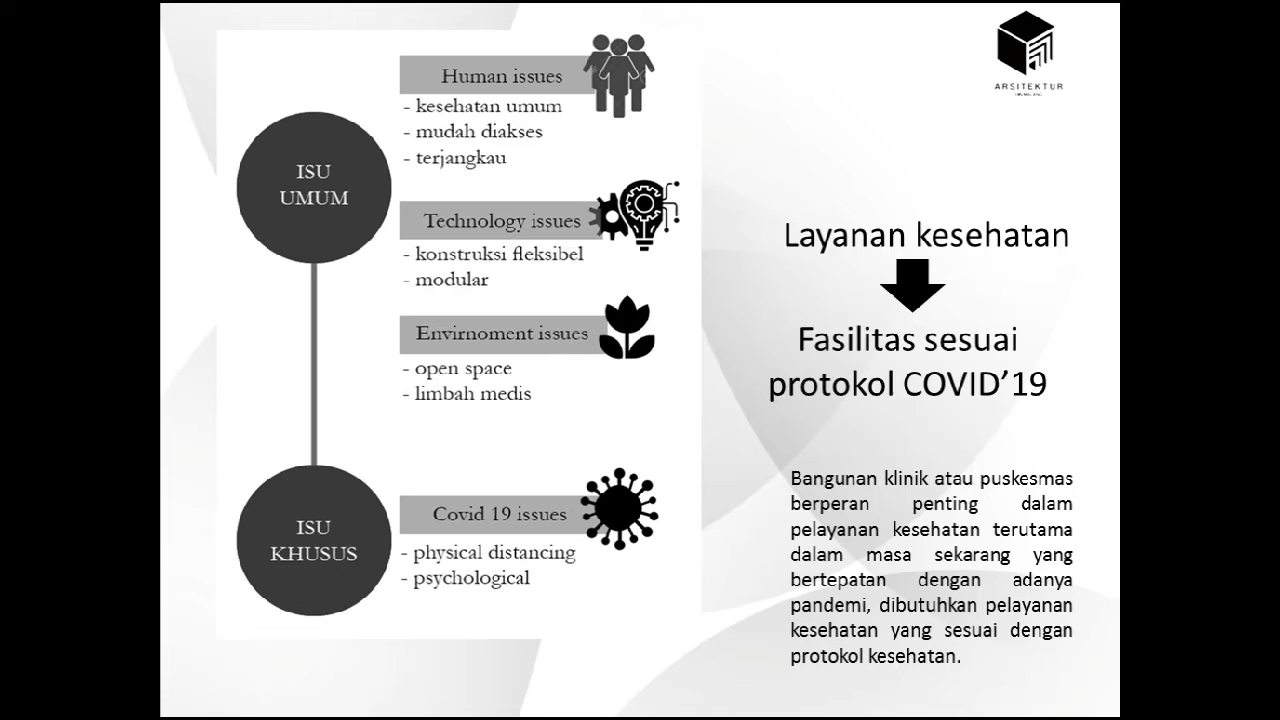 ISU
UMUM
Human issues
- kesehatan umum
- mudah diakses
- terjangkau
Technology issues
- konstruksi fleksibel
- modular
Envirnoment issues
- open space
- limbah medis
ISU
KHUSUS
Covid 19 issues
- physical distancing
- psychological
ARSITEKTUR
Layanan kesehatan
Fasilitas sesuai
protokol COVID’19
Bangunan klinik atau puskesmas
berperan penting dalam
pelayanan kesehatan terutama
dalam masa sekarang yang
bertepatan dengan adanya
pandemi, dibutuhkan pelayanan
kesehatan yang sesuai dengan
protokol kesehatan.